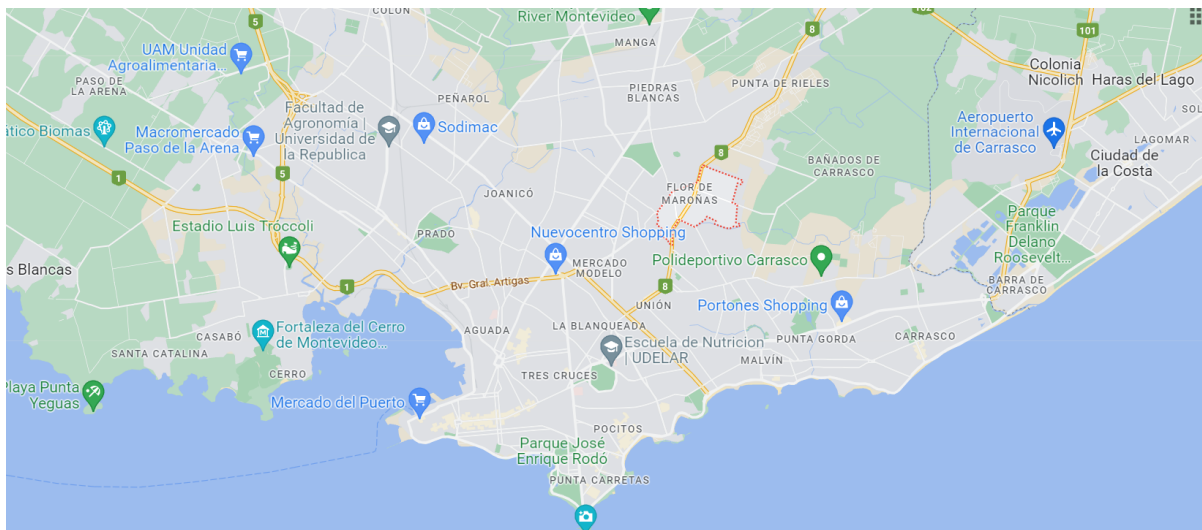 COLÓN
River Montevideo
102
5
8
101
UAM Unidad
Agroalimentaria...
MANGA
Colonia
Nicolich
Haras del Lago
PASO DE
LA ARENA
PEÑAROL
PIEDRAS
BLANCAS
PUNTA DE RIELES
SOL
Facultad de
Agronomía |
Universidad de
la Republica
Sodimac
ático Biomas
Macromercado
Paso de la Arena
Aeropuerto
Internacional
de Carrasco
LOMAGAR
8
BAÑADOS DE
CARRASCO
Ciudad de
la Costa
1
5
JOANICÓ
FLOR DE
MAROÑAS
Estadio Luis Tróccoli
PRADO
Nuevocentro Shopping
Parque
Franklin
Delano
Roosevelt...
s Blancas
MERCADO
MODELO
Polideportivo Carrasco
1
Bv. Gral. Artigas
8
BARRA DE
CARRASCO
UNIÓN
Portones Shopping
CASABÓ
Fortaleza del Cerro
de Montevideo...
AGUADA
LA BLANQUEADA
PUNTA GORDA
CARRASCO
SANTA CATALINA
Escuela de Nutricion
| UDELAR
MALVÍN
CERRO
TRES CRUCES
Playa Punta
Yeguas
Mercado del Puerto
POCITOS
Parque José
Enrique Rodó
PUNTA CARRETAS